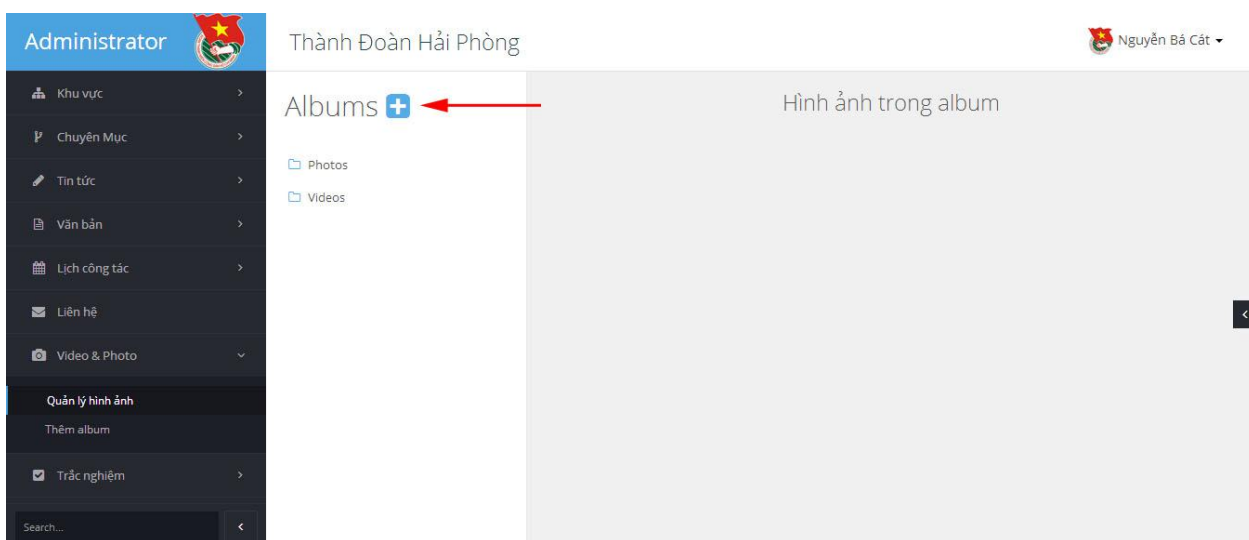 Administrator
Thành Đoàn Hải Phòng
Nguyễn Bá Cát
Khu vực
Chuyên Mục
Tin tức
Văn bản
Lịch công tác
Liên hệ
Video & Photo
Quản lý hình ảnh
Thêm album
Trắc nghiệm
Search...
Albums
Photos
Videos
Hình ảnh trong album